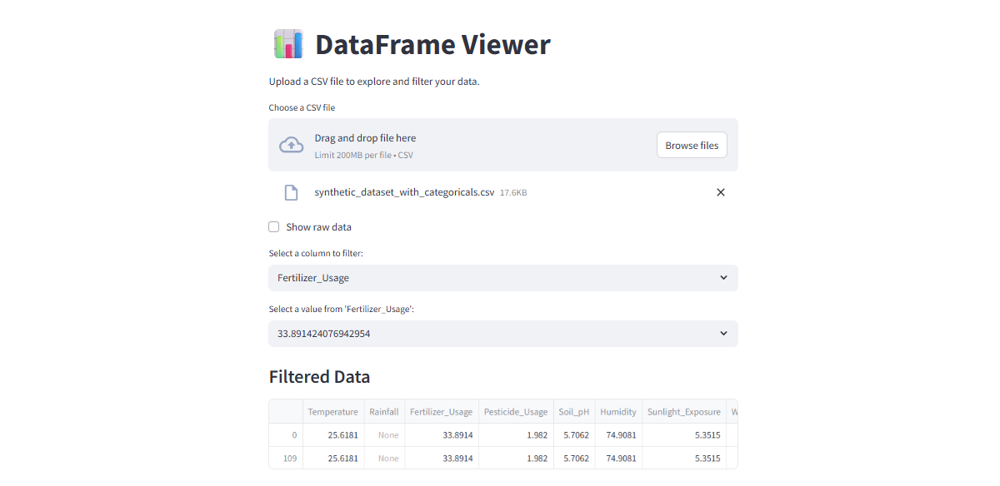 DataFrame Viewer
Upload a CSV file to explore and filter your data.
Choose a CSV file
Drag and drop file here
Limit 200MB per file • CSV
Browse files
synthetic_dataset_with_categoricals.csv 17.6KB
Show raw data
Select a column to filter:
Fertilizer_Usage
Select a value from 'Fertilizer_Usage':
33.891424076942954
Filtered Data
Temperature Rainfall Fertilizer_Usage Pesticide_Usage Soil_pH Humidity Sunlight_Exposure W
0 25.6181 None 33.8914 1.982 5.7062 74.9081 5.3515
109 25.6181 None 33.8914 1.982 5.7062 74.9081 5.3515